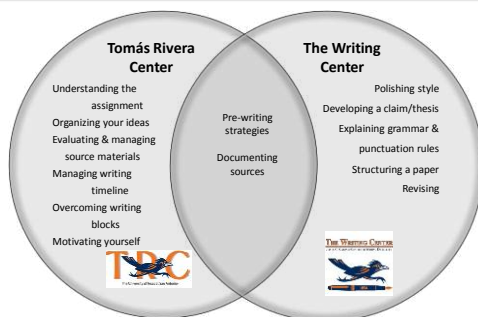 Tomás Rivera
Center
Understanding the
assignment
Organizing your ideas
Evaluating & managing
source materials
Managing writing
timeline
Overcoming writing
blocks
Motivating yourself
TRC
Pre-writing
strategies
Documenting
sources
The Writing
Center
Polishing style
Developing a claim/thesis
Explaining grammar &
punctuation rules
Structuring a paper
Revising
The Writing Center